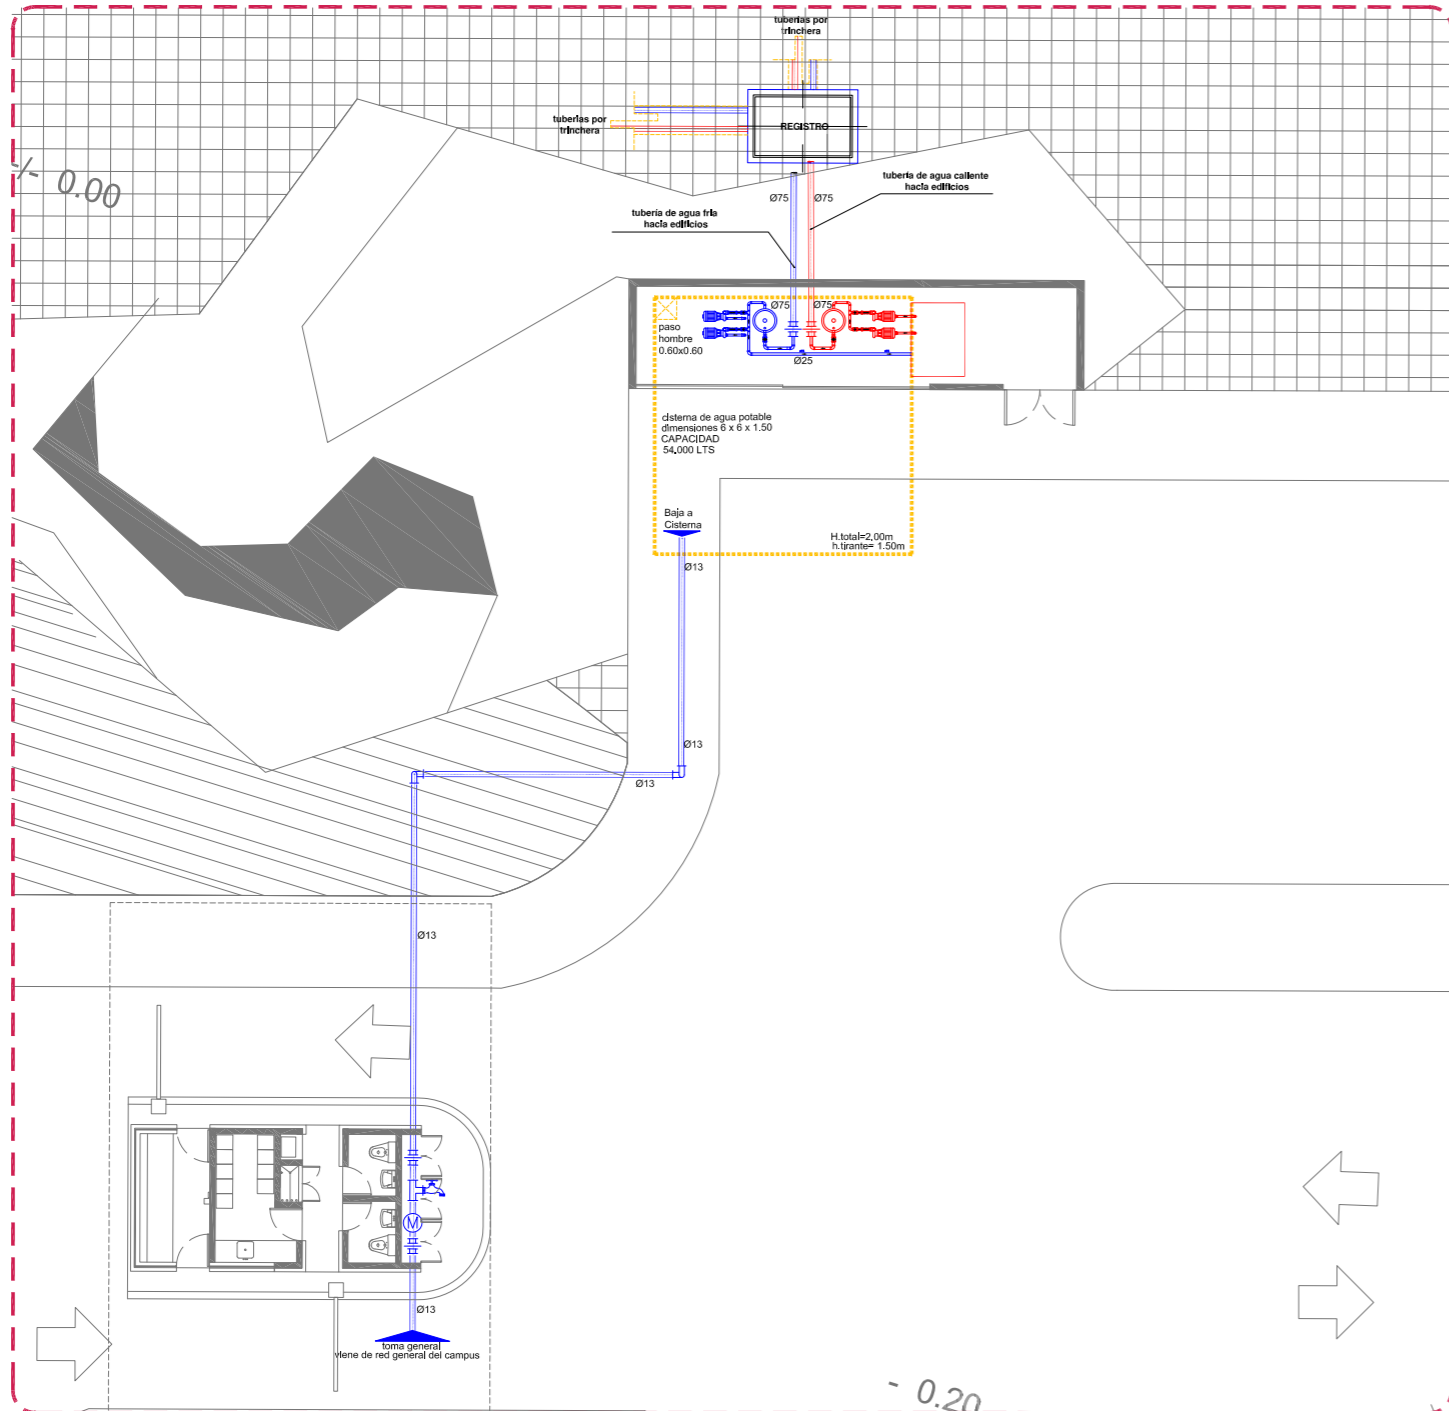 tuberías por
trinchera
tuberías por
trinchera
REGISTRO
+/- 0.00
Ø75
Ø75
tubería de agua caliente
hacia edificios
tubería de agua fría
hacia edificios
Ø75
Ø75
paso
hombre
0.60x0.60
Ø25
cisterna de agua potable
dimensiones 6 x 6 x 1.50
CAPACIDAD
54,000 LTS
Baja a
Cisterna
H.total=2.00m
h.tirante= 1.50m
Ø13
Ø13
Ø13
Ø13
M
Ø13
toma general
viene de red general del campus
- 0.20